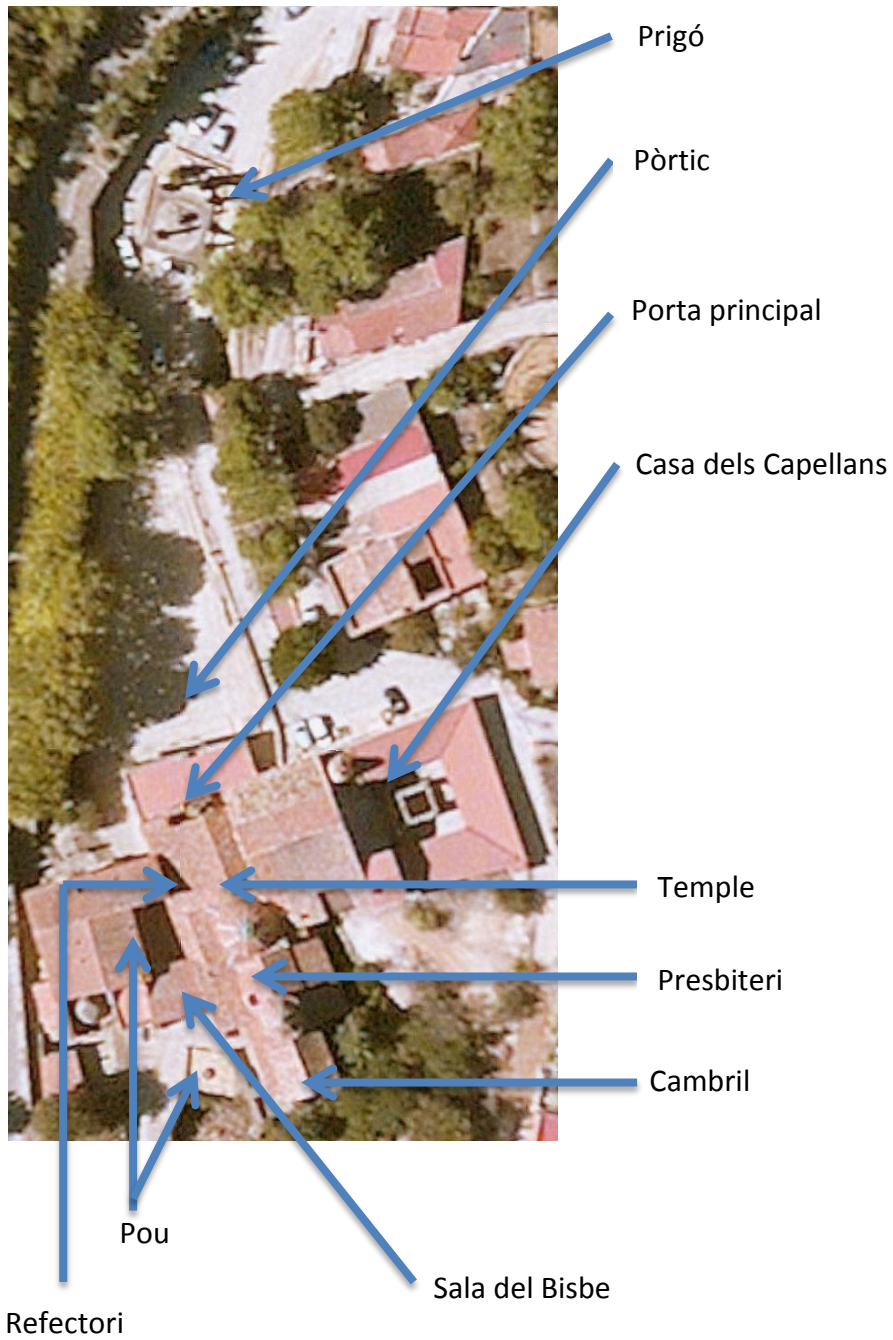 Prigó
Pòrtic
Porta principal
Casa dels Capellans
Temple
Presbiteri
Cambril
Pou
Sala del Bisbe
Refectori